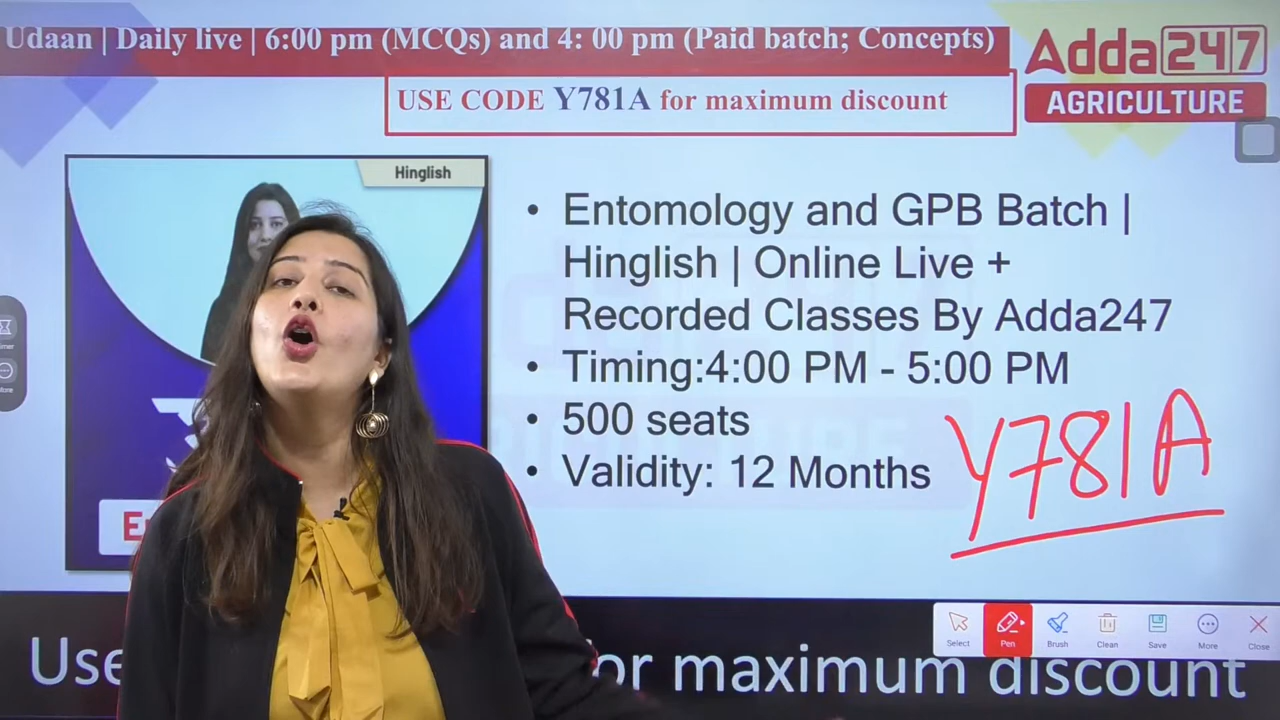 Udaan | Daily live | 6:00 pm (MCQs) and 4: 00 pm (Paid batch; Concepts)
Adda247
AGRICULTURE
USE CODE Y781A for maximum discount
Hinglish
• Entomology and GPB Batch |
Hinglish | Online Live +
Recorded Classes By Adda247
• Timing:4:00 PM - 5:00 PM
• 500 seats
• Validity: 12 Months
Y781A
Select Pen Brush Clean Save More Close
Use
for maximum discount